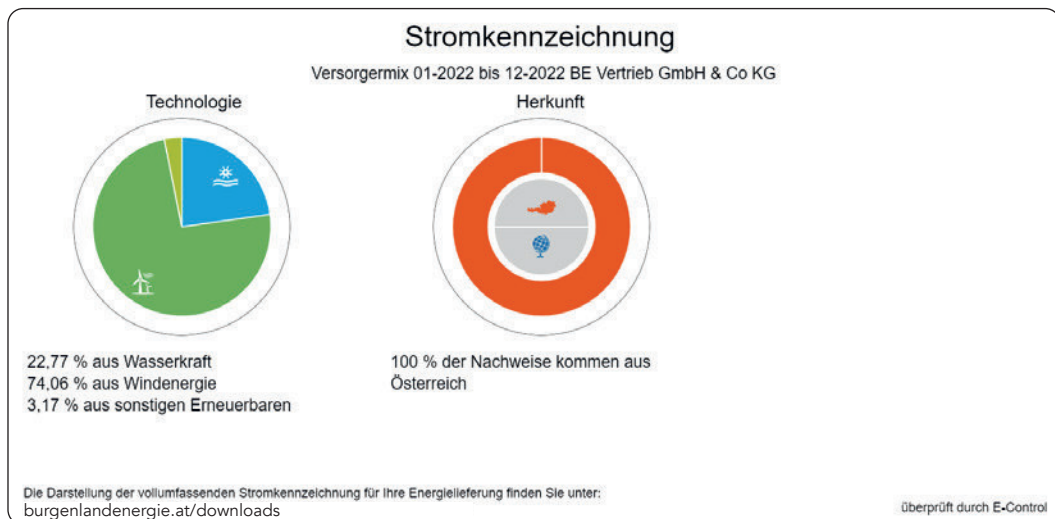 Stromkennzeichnung
Versorgermix 01-2022 bis 12-2022 BE Vertrieb GmbH & Co KG
Technologie
Herkunft
22,77 % aus Wasserkraft
74,06 % aus Windenergie
3,17 % aus sonstigen Erneuerbaren
100 % der Nachweise kommen aus
Österreich
Die Darstellung der vollumfassenden Stromkennzeichnung für Ihre Energielieferung finden Sie unter:
burgenlandenergie.at/downloads
überprüft durch E-Control